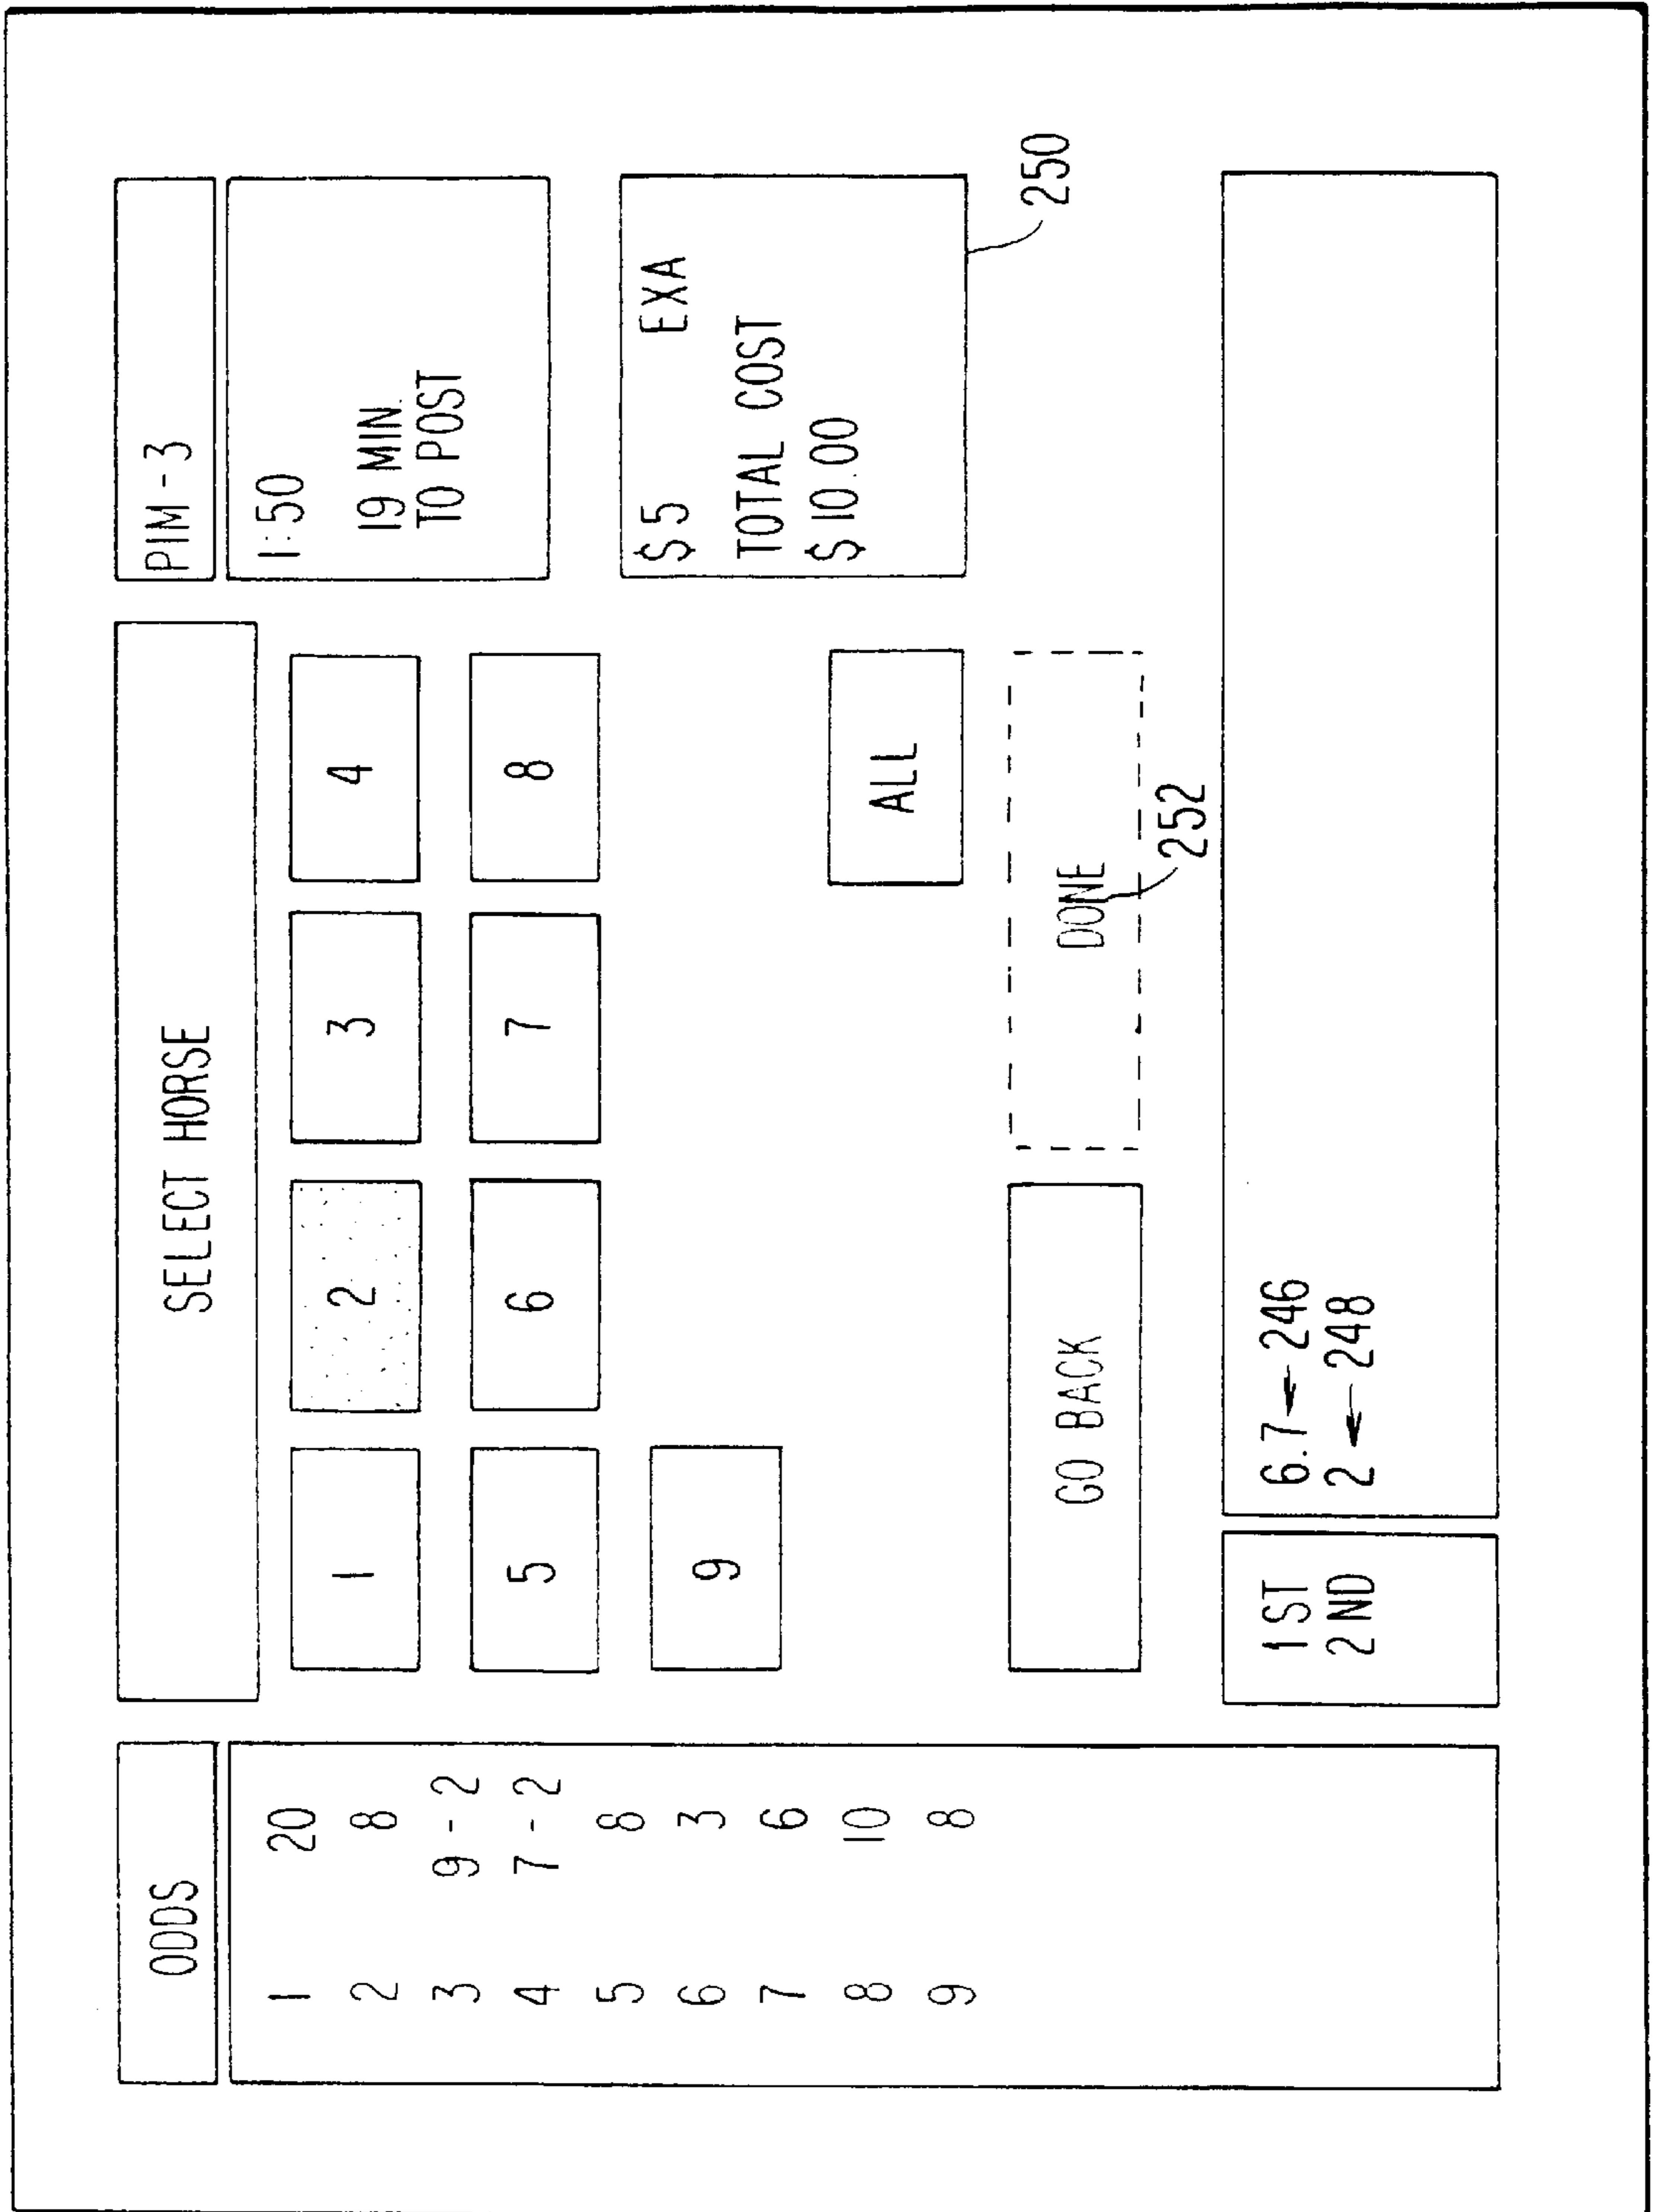 ODDS
1 20
2 8
3 9-2
4 7-2
5 8
6 3
7 6
8 10
9 8
SELECT HORSE
1 2 3 4
5 6 7 8
9
ALL
GO BACK DONE
252
PIM-3
1:50
19 MIN.
TO POST
$5 EXA
TOTAL COST
$10.00
250
1ST 6.7 246
2ND 2 248